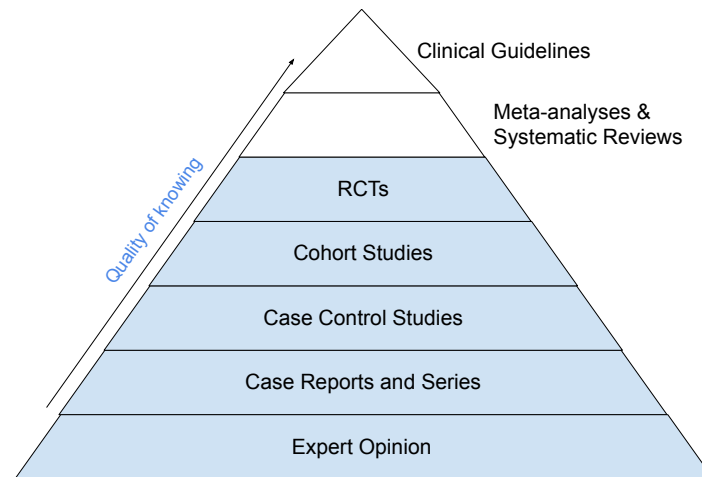 Clinical Guidelines
Meta-analyses &
Systematic Reviews
Quality of knowing
RCTs
Cohort Studies
Case Control Studies
Case Reports and Series
Expert Opinion